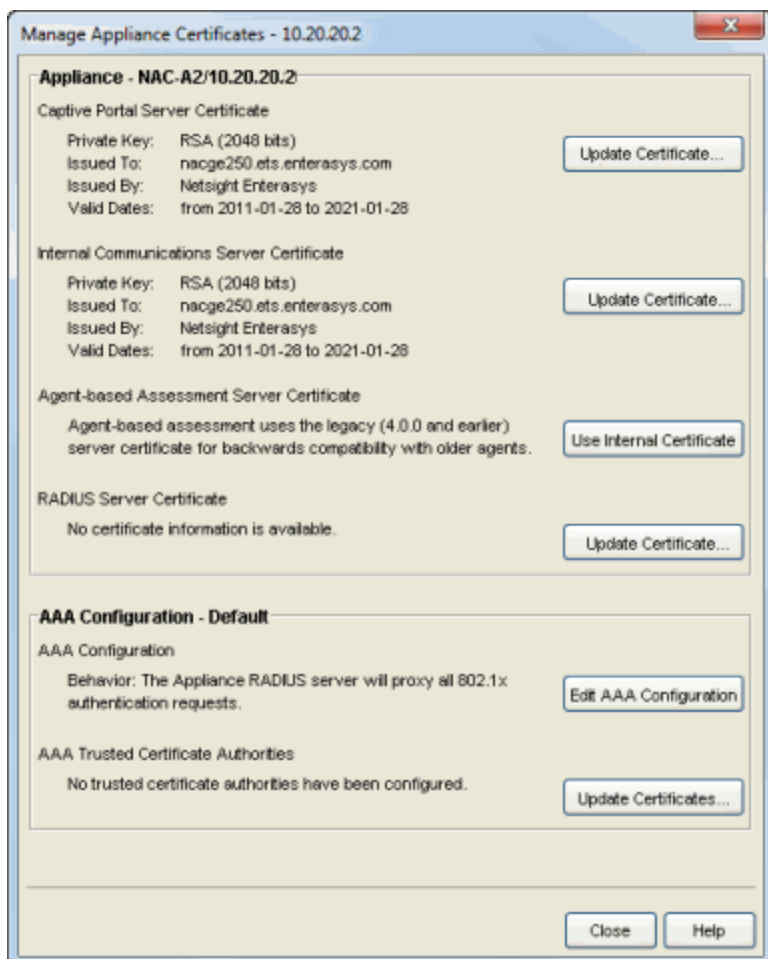 Manage Appliance Certificates - 10.20.20.2
Appliance - NAC-A2/10.20.20.2
Captive Portal Server Certificate
Private Key: RSA (2048 bits)
Update Certificate...
Issued To: nacge250.ets.enterasys.com
Issued By: Netsight Enterasys
Valid Dates: from 2011-01-28 to 2021-01-28
Internal Communications Server Certificate
Private Key: RSA (2048 bits)
Update Certificate...
Issued To: nacge250.ets.enterasys.com
Issued By: Netsight Enterasys
Valid Dates: from 2011-01-28 to 2021-01-28
Agent-based Assessment Server Certificate
Agent-based assessment uses the legacy (4.0.0 and earlier)
server certificate for backwards compatibility with older agents.
Use Internal Certificate
RADIUS Server Certificate
No certificate information is available.
Update Certificate...
AAA Configuration - Default
AAA Configuration
Behavior: The Appliance RADIUS server will proxy all 802.1x
authentication requests.
Edit AAA Configuration
AAA Trusted Certificate Authorities
No trusted certificate authorities have been configured.
Update Certificates...
Close
Help